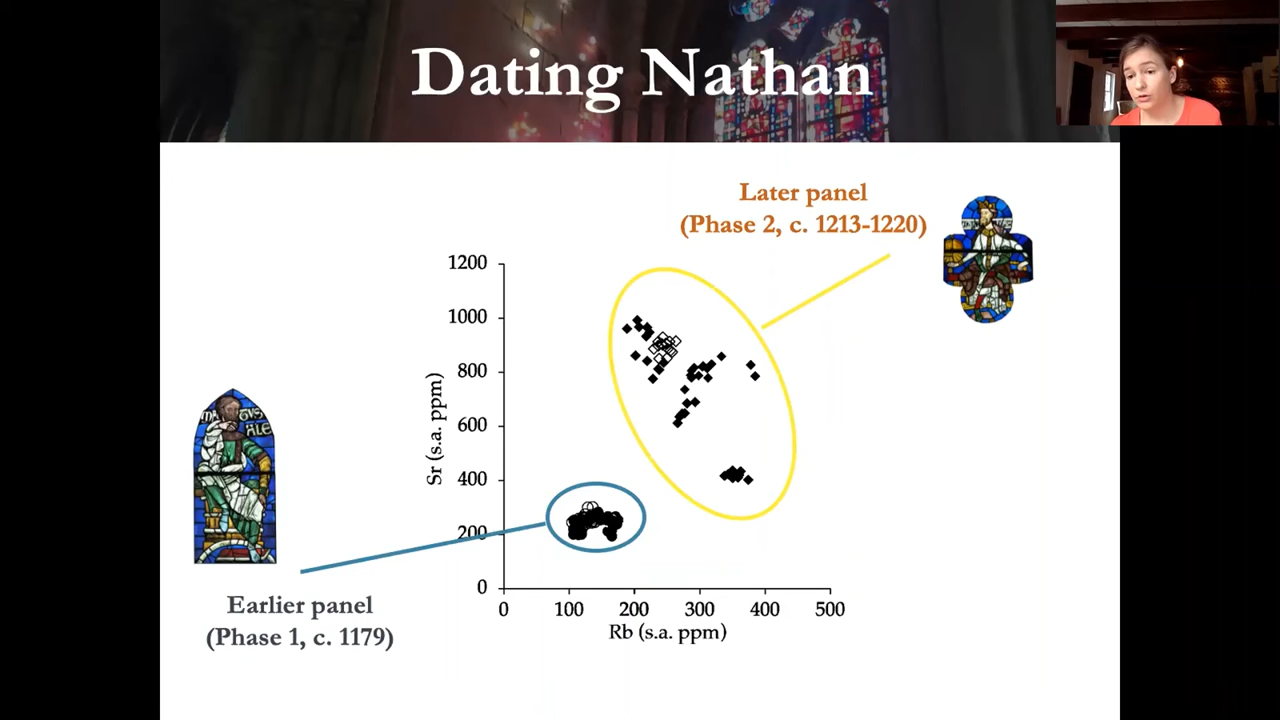 Dating Nathan
Later panel
(Phase 2, c. 1213-1220)
1200
1000
800
600
400
200
0
Sr (s.a. ppm)
0 100 200 300 400 500
Rb (s.a. ppm)
Earlier panel
(Phase 1, c. 1179)